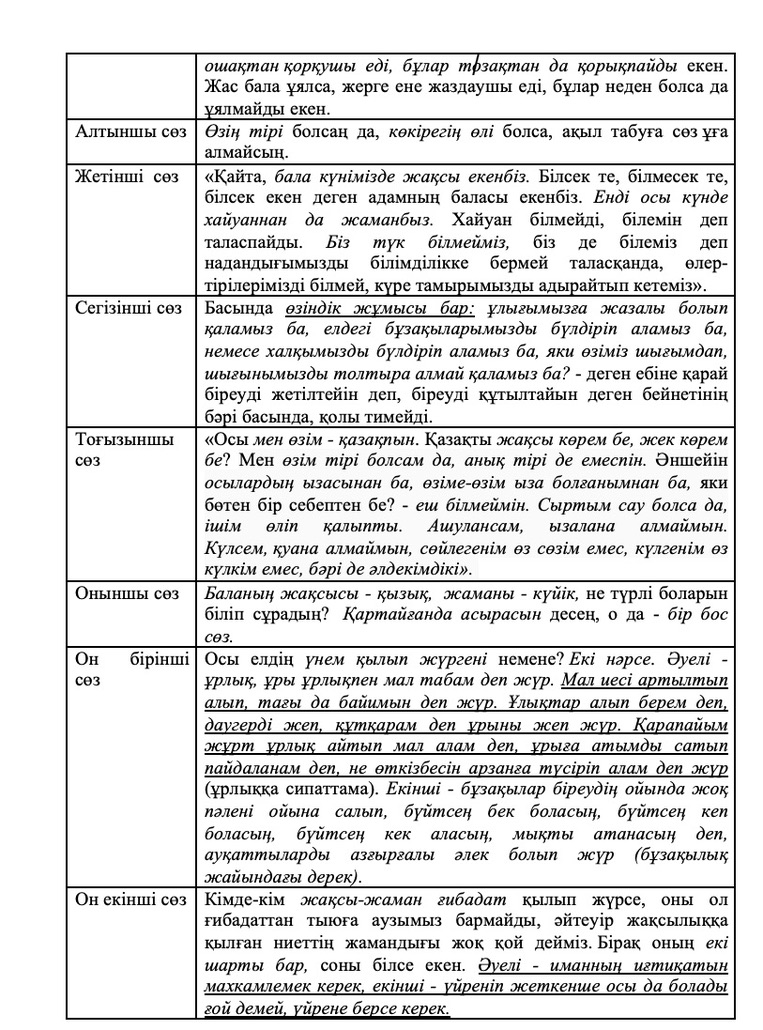 ошақтан қорқушы еді, бұлар тозақтан да қорықпайды екен.
Жас бала ұялса, жерге ене жаздаушы еді, бұлар неден болса да
ұялмайды екен.
Алтыншы сөз Өзің тірі болсаң да, көкірегің өлі болса, ақыл табуға сөз ұға
алмайсың.
Жетінші сөз «Қайта, бала күнімізде жақсы екенбіз. Білсек те, білмесек те,
білсек екен деген адамның баласы екенбіз. Енді осы күнде
хайуаннан да жаманбыз. Хайуан білмейді, білемін деп
таласпайды. Біз түк білмейміз, біз де білеміз деп
надандығымызды білімділікке бермей таласқанда, өлер-
тірілерімізді білмей, күре тамырымызды адырайтып кетеміз».
Сегізінші сөз Басында өзіндік жұмысы бар: ұлығымызға жазалы болып
қаламыз ба, елдегі бұзақыларымызды бүлдіріп аламыз ба,
немесе халқымызды бүлдіріп аламыз ба, яки өзіміз шығымдап,
шығынымызды толтыра алмай қаламыз ба? - деген ебіне қарай
біреуді жетілтейін деп, біреуді құтылтайын деген бейнетінің
бәрі басында, қолы тимейді.
Тоғызыншы «Осы мен өзім - қазақпын. Қазақты жақсы көрем бе, жек көрем
сөз бе? Мен өзім тірі болсам да, анық тірі де емеспін. Әншейін
осылардың ызасынан ба, өзіме-өзім ыза болғанымнан ба, яки
бөтен бір себептен бе? - еш білмеймін. Сыртым сау болса да,
ішім өліп қалыпты. Ашулансам, ызалана алмаймын.
Күлсем, қуана алмаймын, сөйлегенім өз сөзім емес, күлгенім өз
күлкім емес, бәрі де әлдекімдікі».
Оныншы сөз Баланың жақсысы - қызық, жаманы - күйік, не түрлі боларын
біліп сұрадың? Қартайғанда асырасын десең, о да - бір бос
сөз.
Он бірінші Осы елдің үнем қылып жүргені немене? Екі нәрсе. Әуелі -
сөз ұрлық, ұры ұрлықпен мал табам деп жүр. Мал иесі артылтып
алып, тағы да байимын деп жүр. Ұлықтар алып берем деп,
даугерді жеп, құтқарам деп ұрыны жеп жүр. Қарапайым
жұрт ұрлық айтып мал алам деп, ұрыға атымды сатып
пайдаланам деп, не өткізбесін арзанға түсіріп алам деп жүр
(ұрлыққа сипаттама). Екінші - бұзақылар біреудің ойында жоқ
пәлені ойына салып, бүйтсең бек боласың, бүйтсең кеп
боласың, бүйтсең кек аласың, мықты атанасың деп,
ауқаттыларды азғырғалы әлек болып жүр (бұзақылық
жайындағы дерек).
Он екінші сөз Кімде-кім жақсы-жаман ғибадат қылып жүрсе, оны ол
ғибадаттан тыюға аузымыз бармайды, әйтеуір жақсылыққа
қылған ниеттің жамандығы жоқ қой дейміз. Бірақ оның екі
шарты бар, соны білсе екен. Әуелі - иманның иғтиқатын
махкамлемек керек, екінші - үйреніп жеткенше осы да болады
ғой демей, үйрене берсе керек.